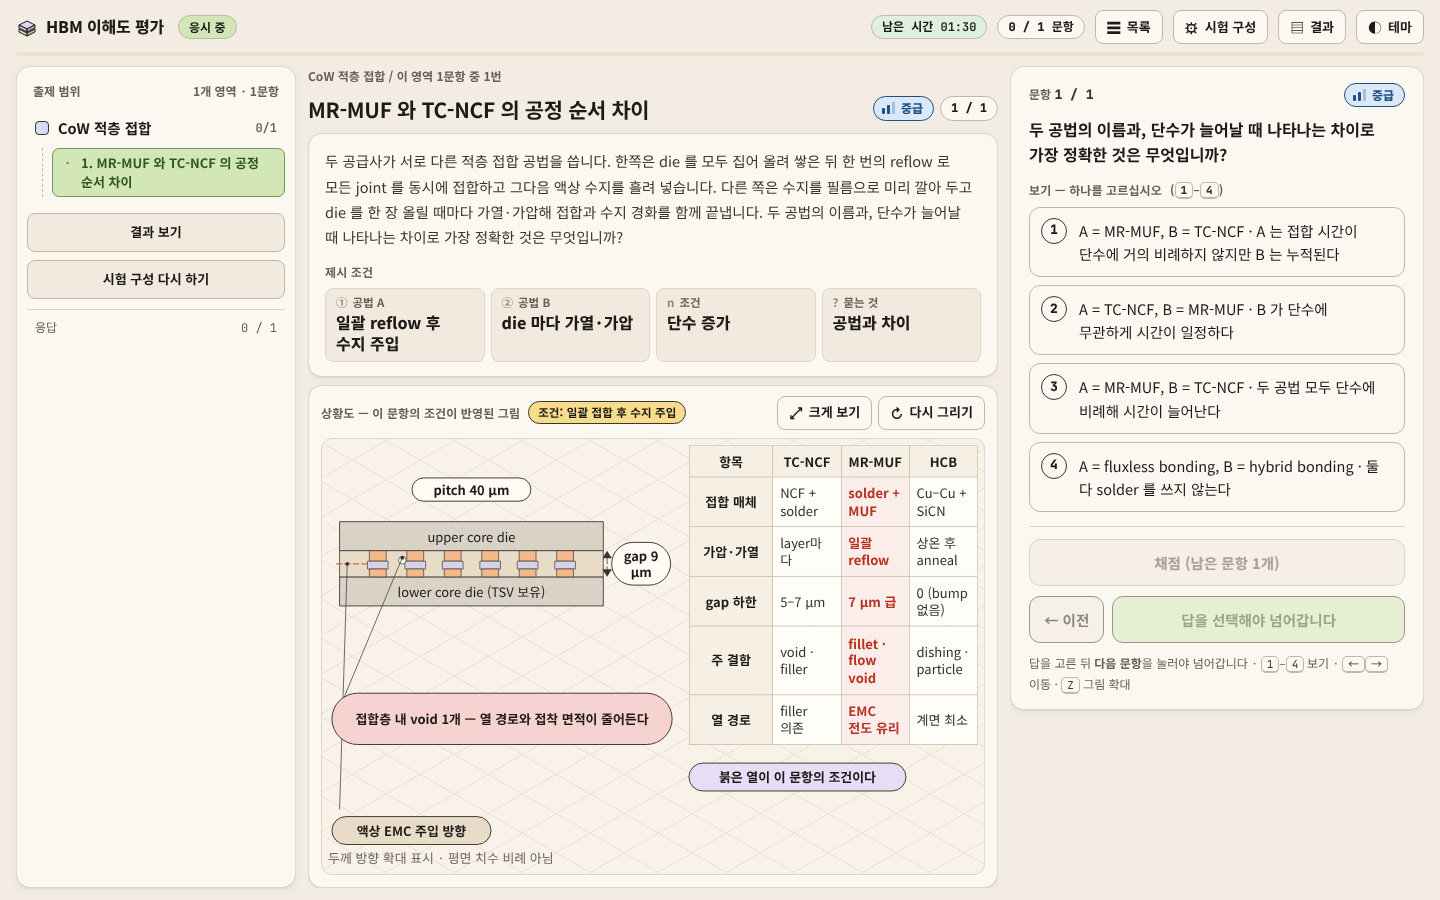 HBM 이해도 평가
응시 중
남은 시간 01:30
0 / 1 문항
목록
시험 구성
결과
테마
출제 범위
1개 영역 · 1문항
CoW 적층 접합
0/1
· 1. MR-MUF 와 TC-NCF 의 공정
순서 차이
결과 보기
시험 구성 다시 하기
응답
0 / 1
CoW 적층 접합 / 이 영역 1문항 중 1번
MR-MUF 와 TC-NCF 의 공정 순서 차이
중급
1 / 1
두 공급사가 서로 다른 적층 접합 공법을 씁니다. 한쪽은 die 를 모두 집어 올려 쌓은 뒤 한 번의 reflow 로
모든 joint 를 동시에 접합하고 그다음 액상 수지를 흘려 넣습니다. 다른 쪽은 수지를 필름으로 미리 깔아 두고
die 를 한 장 올릴 때마다 가열·가압해 접합과 수지 경화를 함께 끝냅니다. 두 공법의 이름과, 단수가 늘어날
때 나타나는 차이로 가장 정확한 것은 무엇입니까?
제시 조건
① 공법 A
일괄 reflow 후
수지 주입
② 공법 B
die 마다 가열·가압
n 조건
단수 증가
? 묻는 것
공법과 차이
상황도 — 이 문항의 조건이 반영된 그림
조건: 일괄 접합 후 수지 주입
크게 보기
다시 그리기
pitch 40 µm
upper core die
gap 9
µm
lower core die (TSV 보유)
접합층 내 void 1개 — 열 경로와 접착 면적이 줄어든다
액상 EMC 주입 방향
두께 방향 확대 표시 · 평면 치수 비례 아님
항목
TC-NCF
MR-MUF
HCB
접합 매체
NCF +
solder
solder +
MUF
Cu–Cu +
SiCN
가압·가열
layer마
다
일괄
reflow
상온 후
anneal
gap 하한
5–7 µm
7 µm 급
0 (bump
없음)
주 결함
void ·
filler
fillet ·
flow
void
dishing ·
particle
열 경로
filler
의존
EMC
전도 유리
계면 최소
붉은 열이 이 문항의 조건이다
문항 1 / 1
중급
두 공법의 이름과, 단수가 늘어날 때 나타나는 차이로
가장 정확한 것은 무엇입니까?
보기 — 하나를 고르십시오 (1–4)
1 A = MR-MUF, B = TC-NCF · A 는 접합 시간이
단수에 거의 비례하지 않지만 B 는 누적된다
2 A = TC-NCF, B = MR-MUF · B 가 단수에
무관하게 시간이 일정하다
3 A = MR-MUF, B = TC-NCF · 두 공법 모두 단수에
비례해 시간이 늘어난다
4 A = fluxless bonding, B = hybrid bonding · 둘
다 solder 를 쓰지 않는다
채점 (남은 문항 1개)
← 이전
답을 선택해야 넘어갑니다
답을 고른 뒤 다음 문항을 눌러야 넘어갑니다 · 1–4 보기 · ← →
이동 · Z 그림 확대